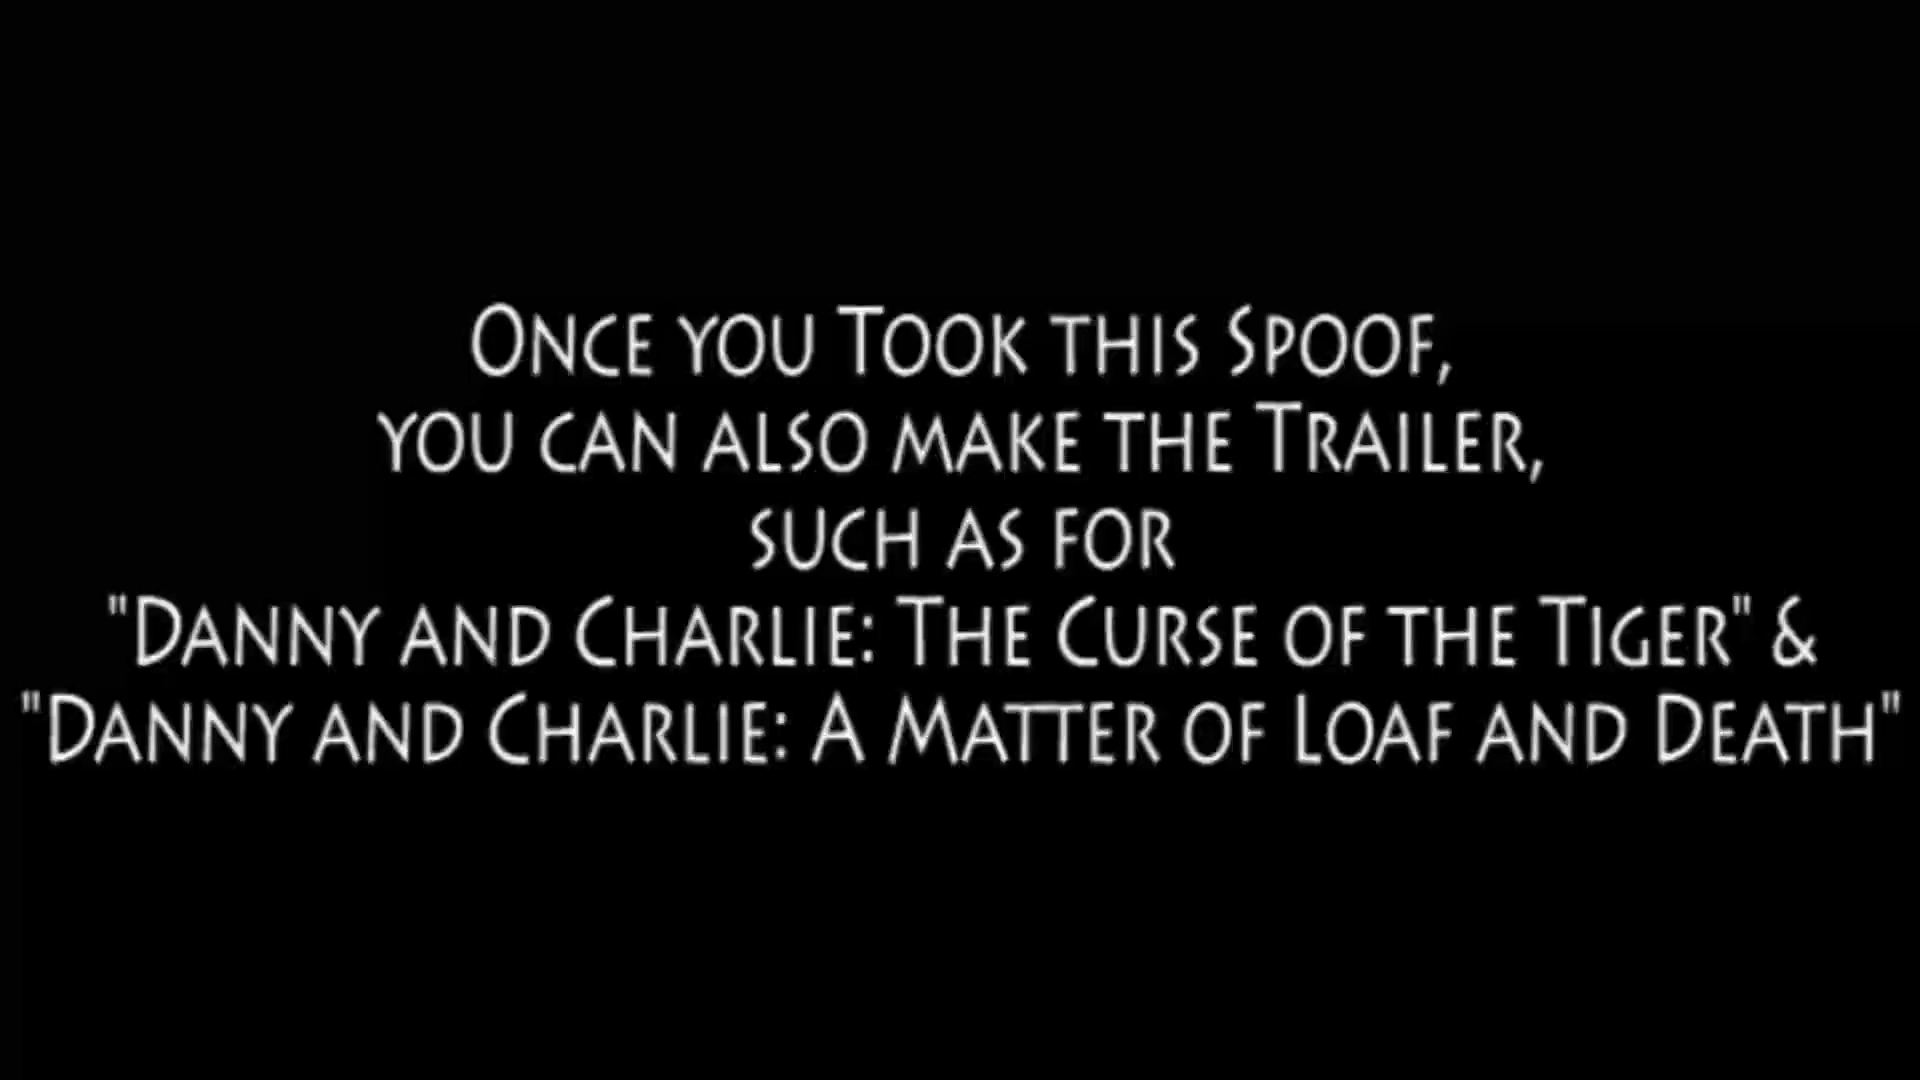 Once you Took this Spoof,
you can also make the Trailer,
such as for
"Danny and Charlie: The Curse of the Tiger" &
"Danny and Charlie: A Matter of Loaf and Death"